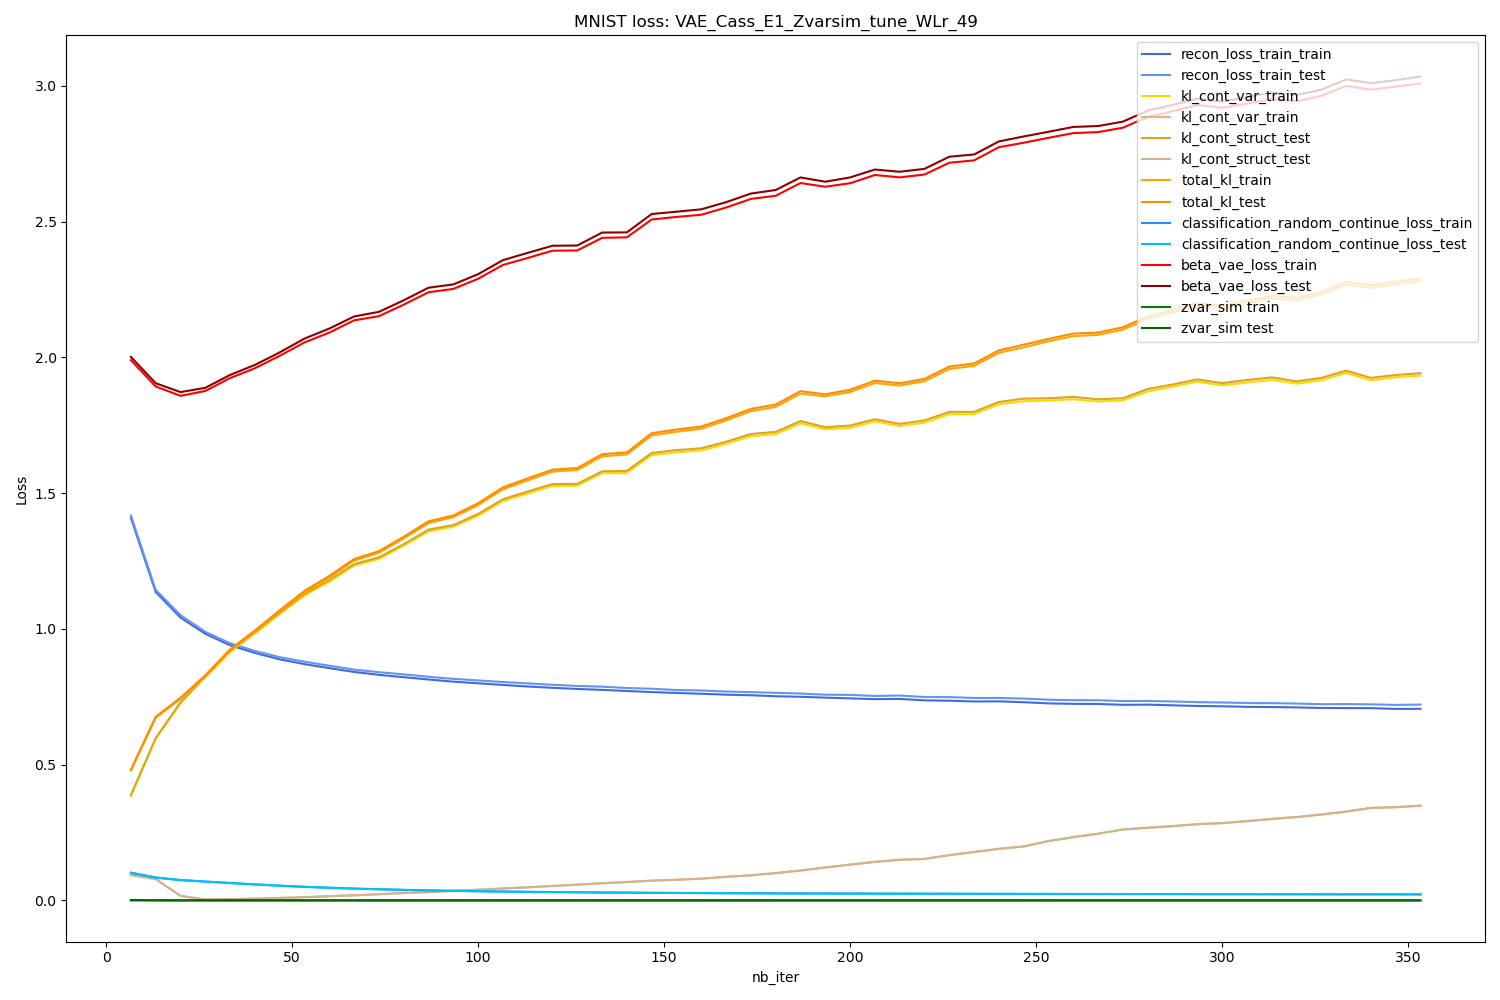 MNIST loss: VAE_Cass_E1_Zvarsim_tune_WLr_49
recon_loss_train_train
recon_loss_train_test
kl_cont_var_train
kl_cont_var_train
kl_cont_struct_test
kl_cont_struct_test
total_kl_train
total_kl_test
classification_random_continue_loss_train
classification_random_continue_loss_test
beta_vae_loss_train
beta_vae_loss_test
zvar_sim train
zvar_sim test
3.0
2.5
2.0
1.5
1.0
0.5
0.0
Loss
0
50
100
150
200
250
300
350
nb_iter